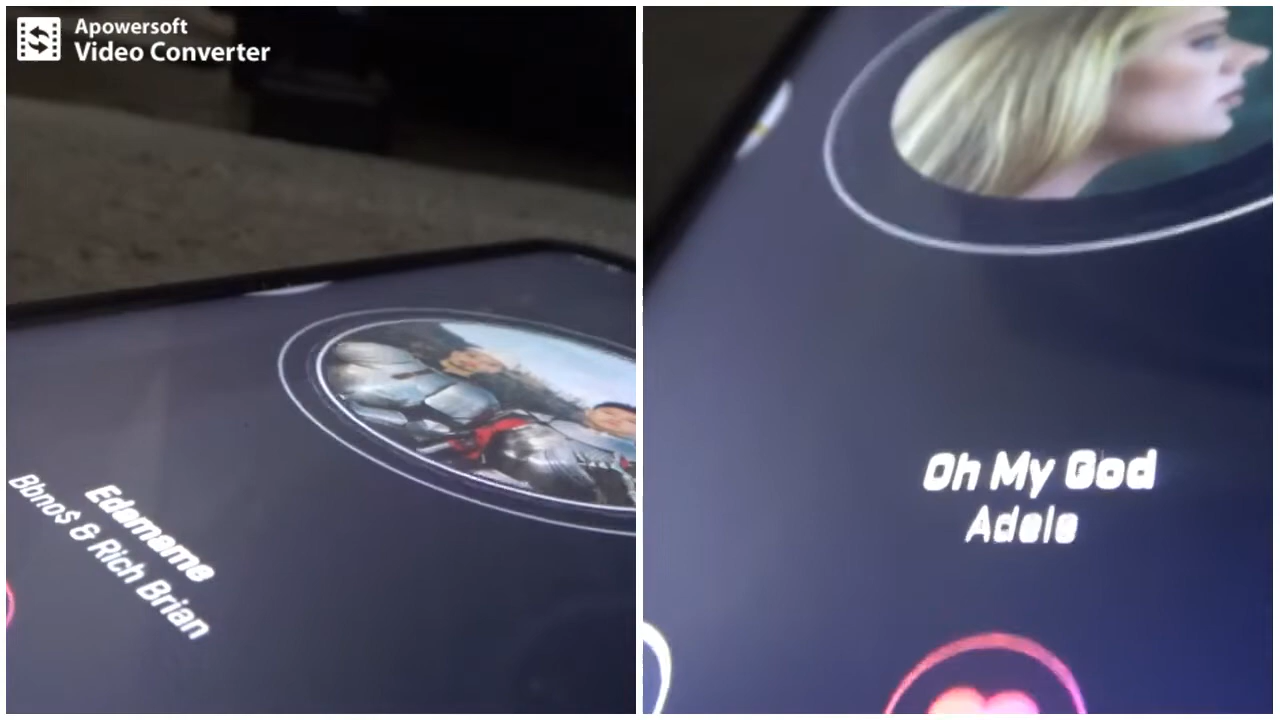 Apowersoft
Video Converter
Edamame
Bbno$ & Rich Brian
Oh My God
Adele